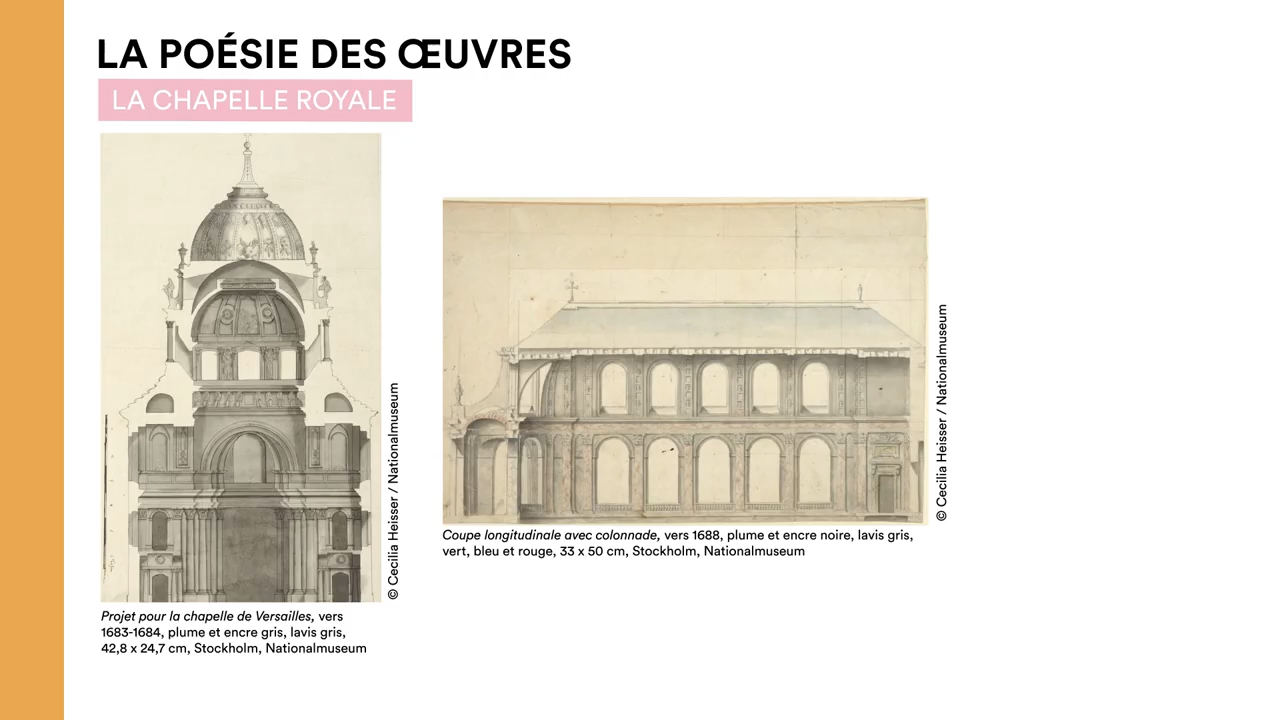 LA POÉSIE DES ŒUVRES
LA CHAPELLE ROYALE
© Cecilia Heisser / Nationalmuseum
Projet pour la chapelle de Versailles, vers
1683-1684, plume et encre gris, lavis gris,
42,8 x 24,7 cm, Stockholm, Nationalmuseum
© Cecilia Heisser / Nationalmuseum
Coupe longitudinale avec colonnade, vers 1688, plume et encre noire, lavis gris,
vert, bleu et rouge, 33 x 50 cm, Stockholm, Nationalmuseum